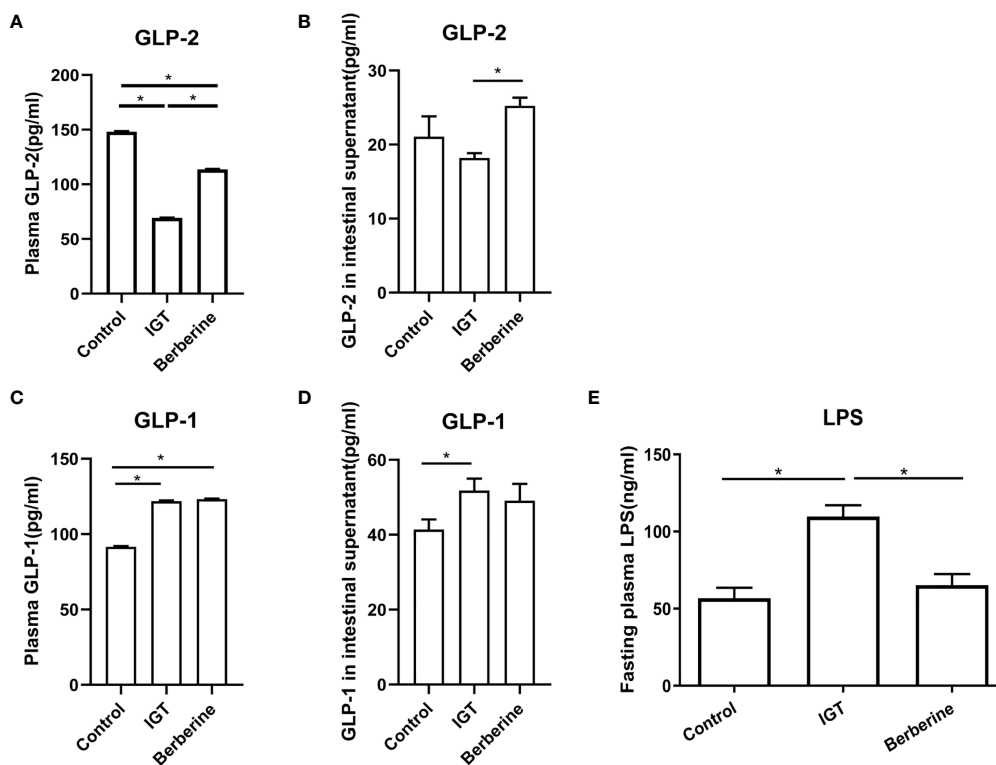 A
GLP-2
Plasma GLP-2(pg/ml)
200
150
100
50
0
*
*
*
Control
IGT
Berberine
B
GLP-2
GLP-2 in intestinal supernatant(pg/ml)
30
20
10
0
*
Control
IGT
Berberine
C
GLP-1
Plasma GLP-1(pg/ml)
150
100
50
0
*
*
Control
IGT
Berberine
D
GLP-1
GLP-1 in intestinal supernatant(pg/ml)
60
40
20
0
*
Control
IGT
Berberine
E
LPS
Fasting plasma LPS(ng/ml)
150
100
50
0
*
*
Control
IGT
Berberine